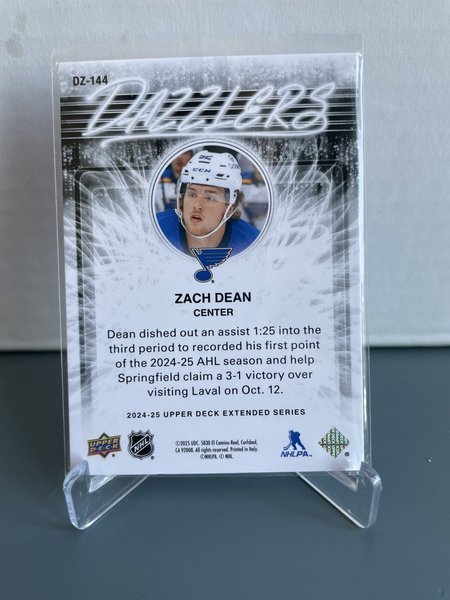 DZ-144
DAZZLERS
CCM
ZACH DEAN
CENTER
Dean dished out an assist 1:25 into the
third period to recorded his first point
of the 2024-25 AHL season and help
Springfield claim a 3-1 victory over
visiting Laval on Oct. 12.
2024-25 UPPER DECK EXTENDED SERIES
UPPER DECK
NHL
©2025 UDC. 5830 El Camino Real, Carlsbad,
CA 92008. Printed in Italy.
©NHLPA. © NHL.
NHLPA